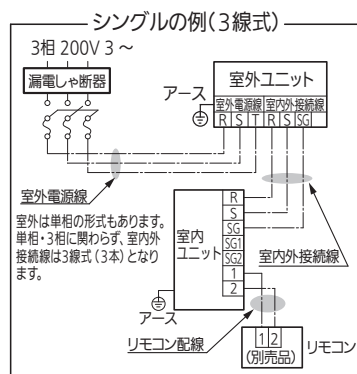 シングルの例(3線式)
3相 200V 3～
漏電しゃ断器
室外ユニット
アース
室外電源線 室内外接続線
R S T R S SG
室外電源線
室外は単相の形式もあります。
単相・3相に関わらず、室内外
接続線は3線式(3本)となり
ます。
室内
ユニット
R
S
SG
SG1
SG2
1
2
室内外接続線
アース
リモコン配線
1 2
(別売品)
リモコン